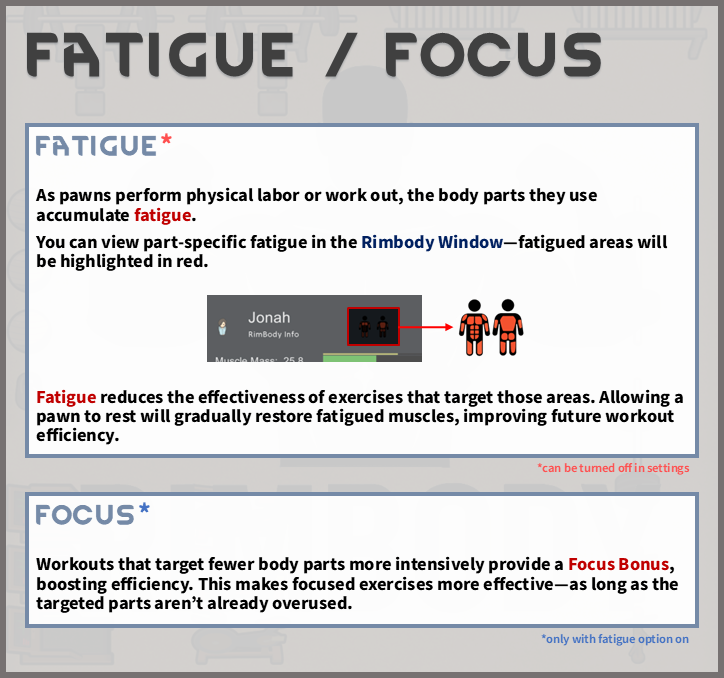 FATIGUE / FOCUS
FATIGUE*
As pawns perform physical labor or work out, the body parts they use
accumulate fatigue.
You can view part-specific fatigue in the Rimbody Window—fatigued areas will
be highlighted in red.
Jonah
RimBody Info
Muscle Mass: 25.8
Fatigue reduces the effectiveness of exercises that target those areas. Allowing a
pawn to rest will gradually restore fatigued muscles, improving future workout
efficiency.
*can be turned off in settings
FOCUS*
Workouts that target fewer body parts more intensively provide a Focus Bonus,
boosting efficiency. This makes focused exercises more effective—as long as the
targeted parts aren’t already overused.
*only with fatigue option on